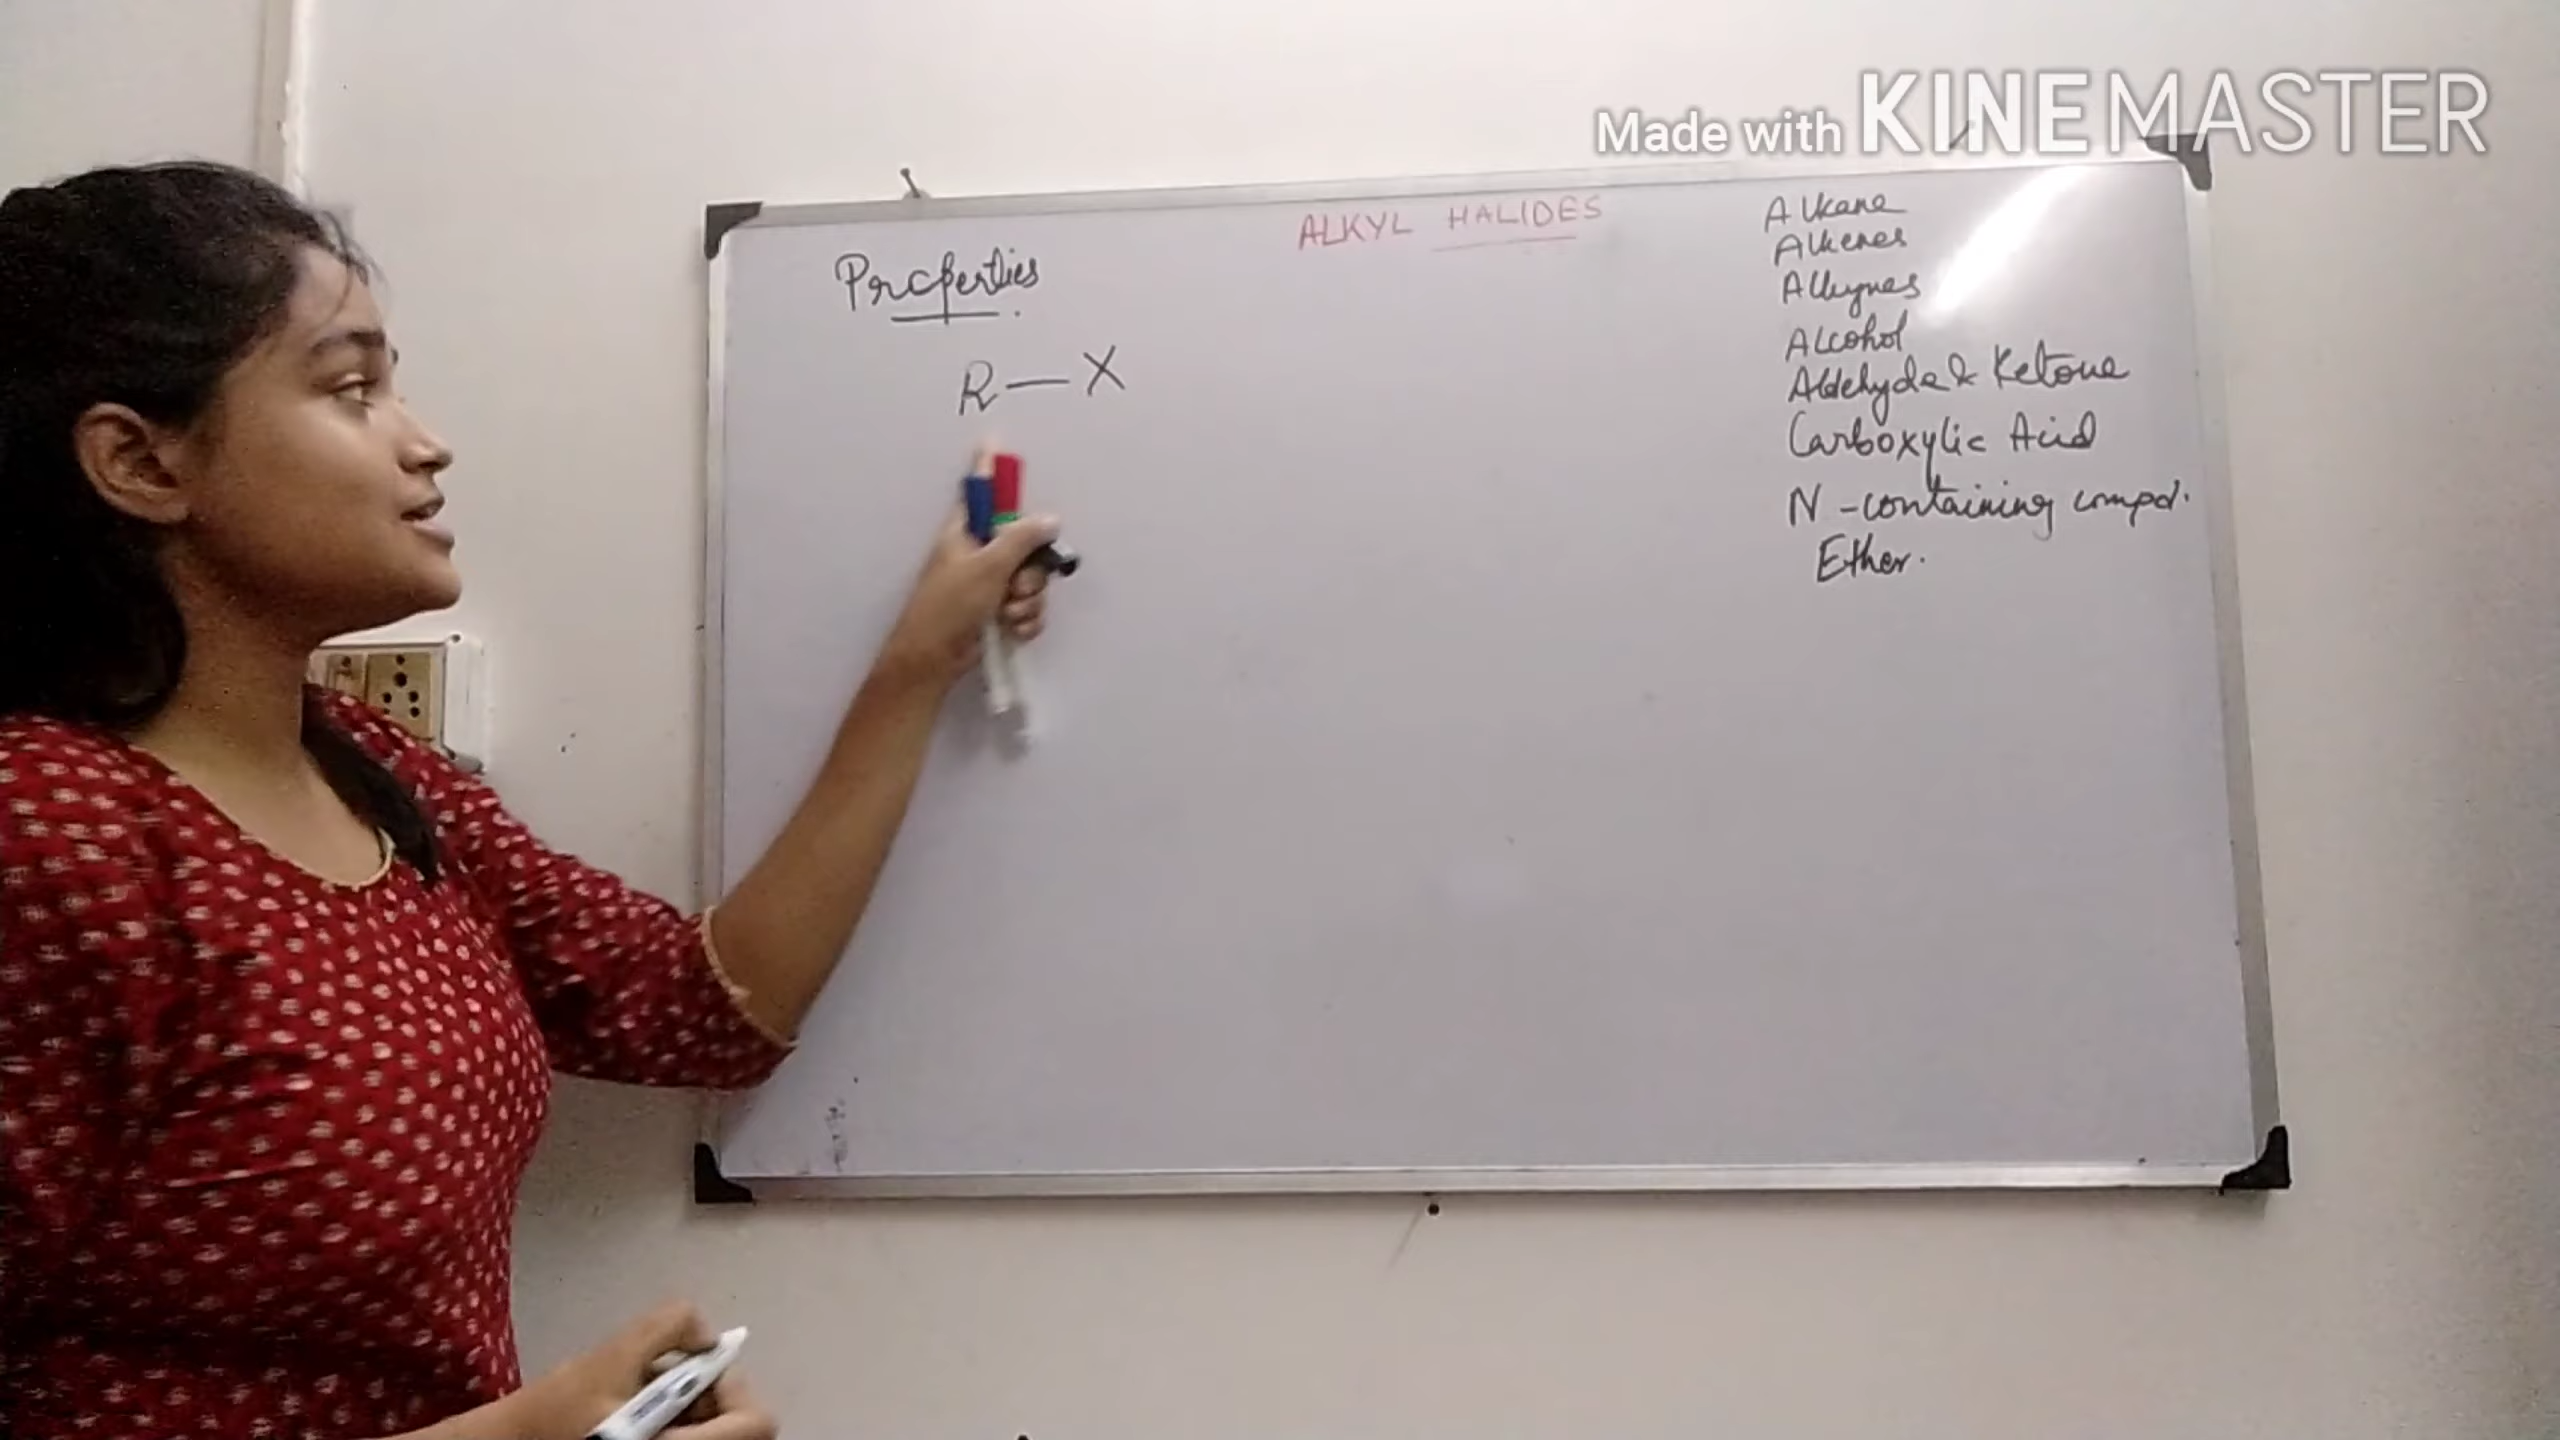 Made with KINEMASTER
ALKYL HALIDES
Properties
R — X
Alkane
Alkenes
Alkynes
Alcohol
Aldehyde & Ketone
Carboxylic Acid
N - containing compd.
Ether.